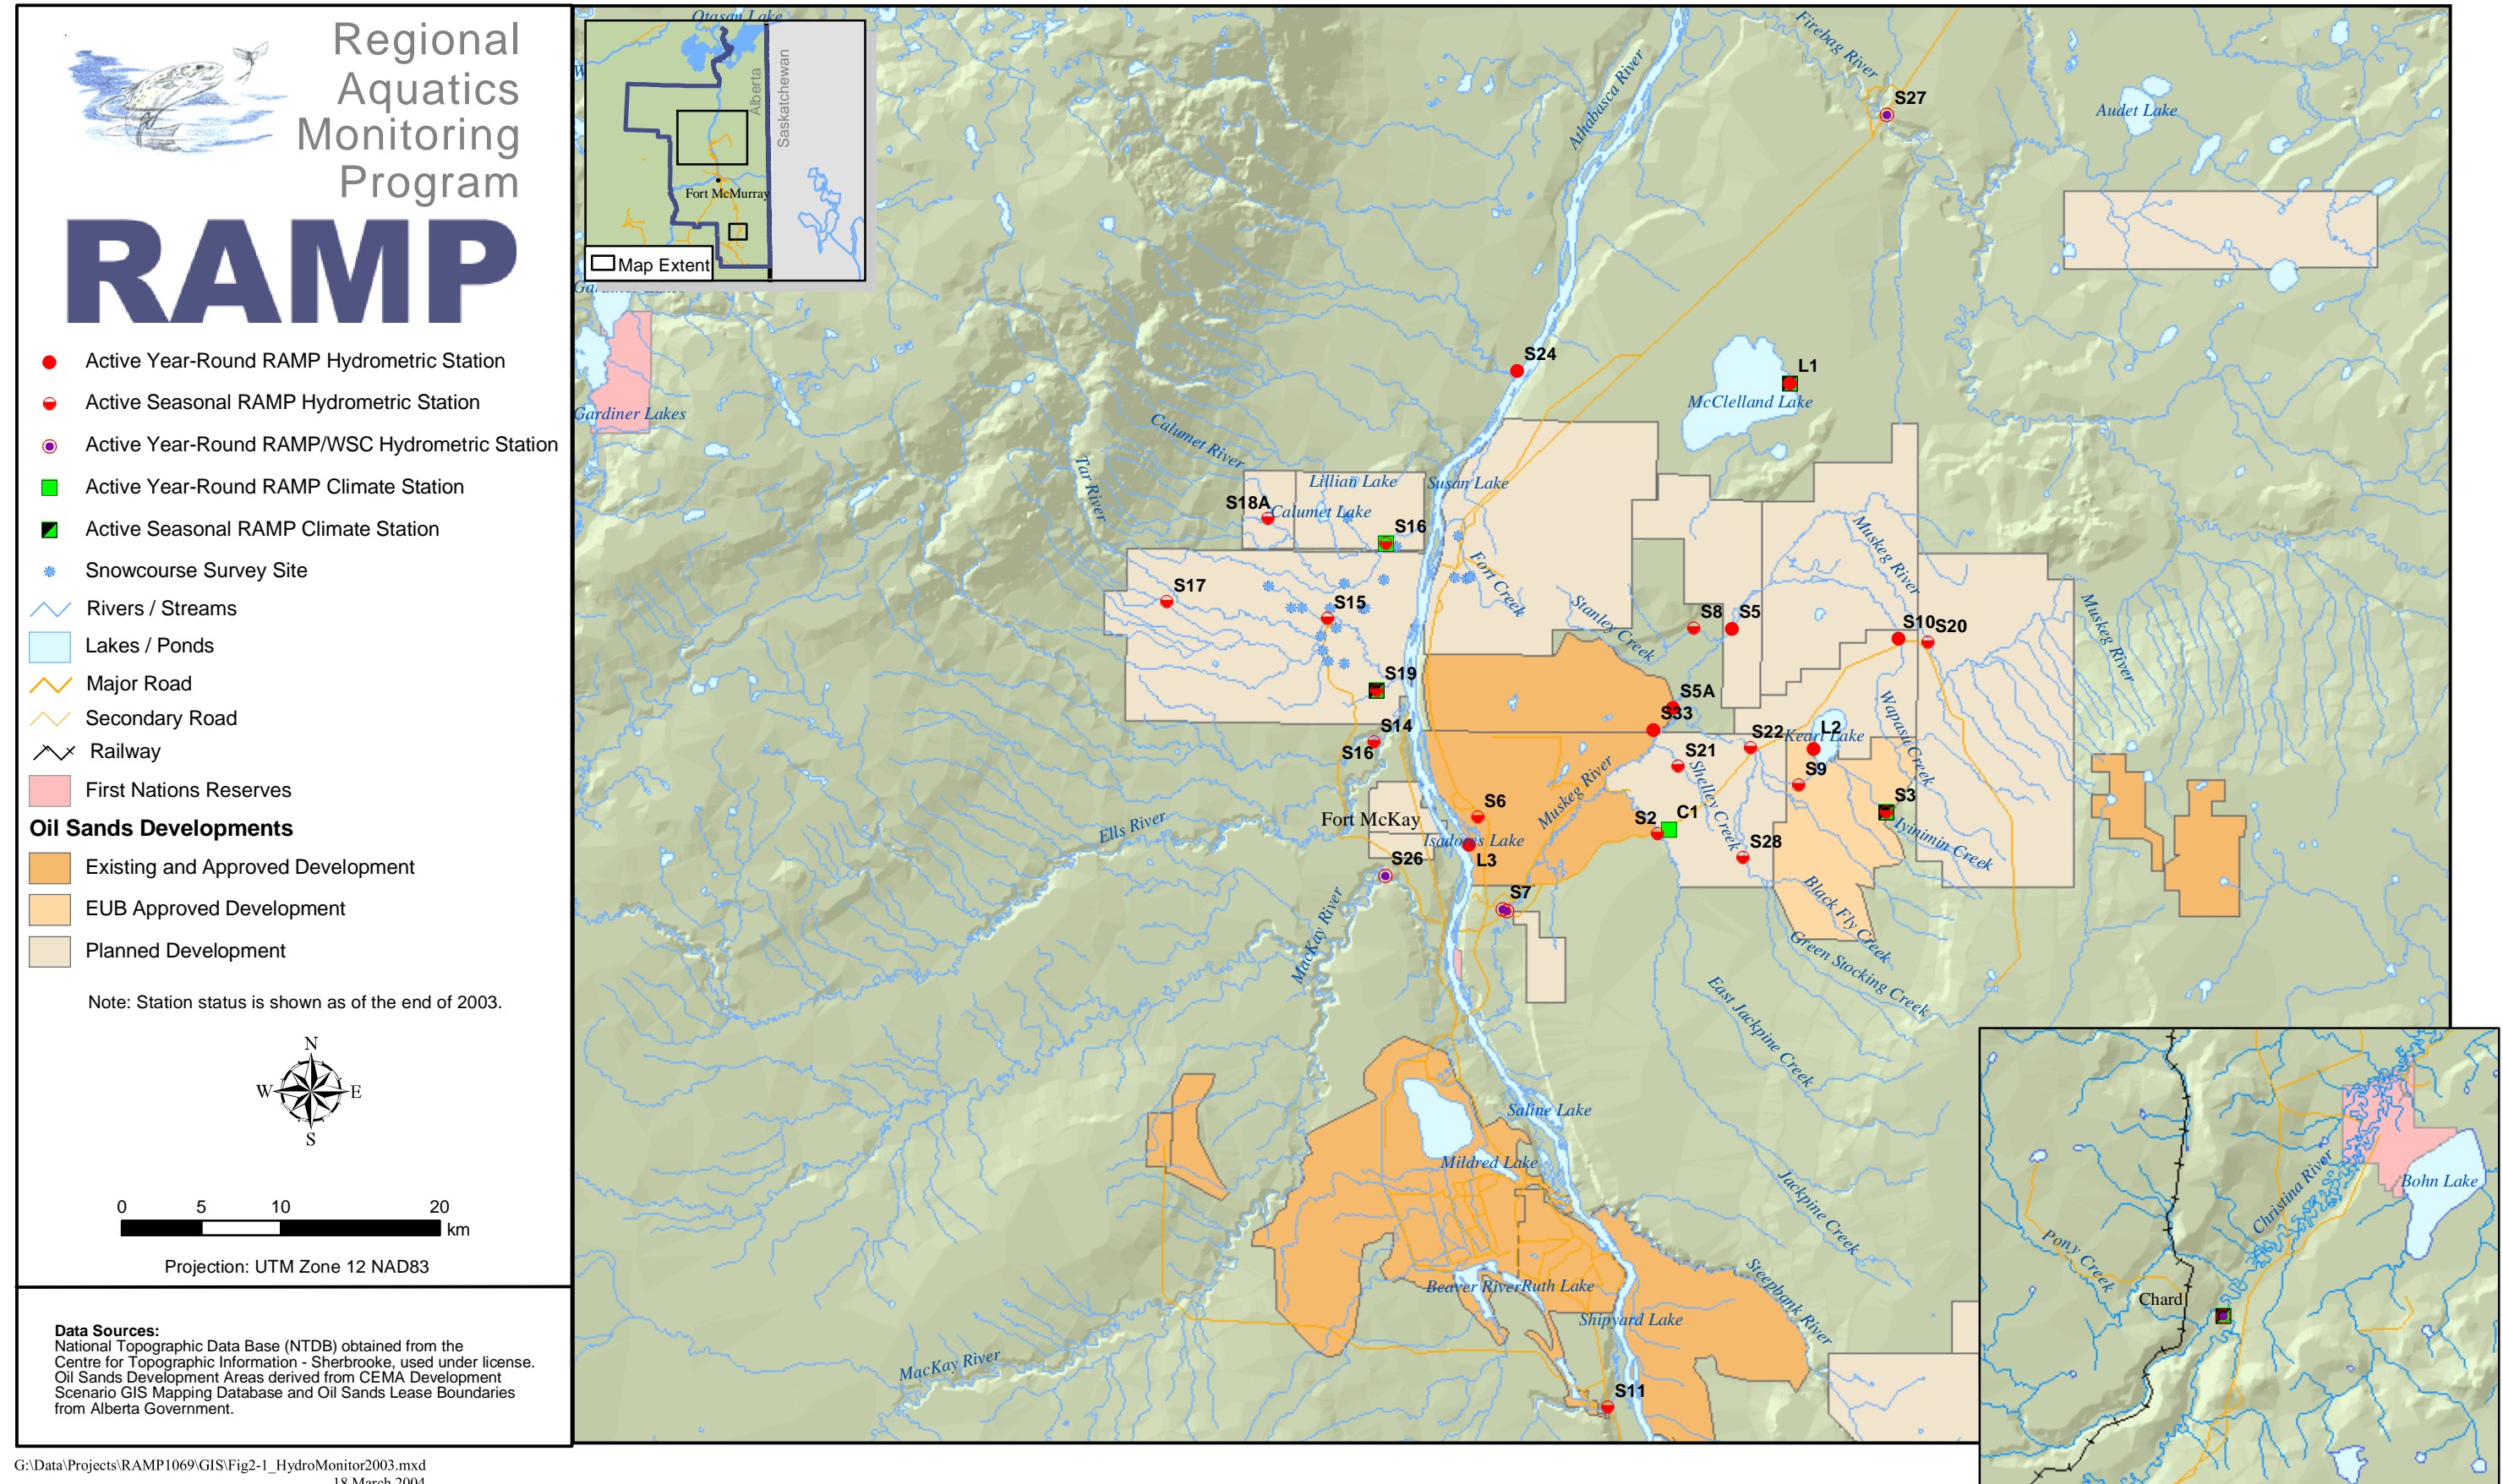 Regional
Aquatics
Monitoring
Program
RAMP
Active Year-Round RAMP Hydrometric Station
Active Seasonal RAMP Hydrometric Station
Active Year-Round RAMP/WSC Hydrometric Station
Active Year-Round RAMP Climate Station
Active Seasonal RAMP Climate Station
Snowcourse Survey Site
Rivers / Streams
Lakes / Ponds
Major Road
Secondary Road
Railway
First Nations Reserves
Oil Sands Developments
Existing and Approved Development
EUB Approved Development
Planned Development
Note: Station status is shown as of the end of 2003.
N
W E
S
0 5 10 20
km
Projection: UTM Zone 12 NAD83
Data Sources:
National Topographic Data Base (NTDB) obtained from the
Centre for Topographic Information - Sherbrooke, used under license.
Oil Sands Development Areas derived from CEMA Development
Scenario GIS Mapping Database and Oil Sands Lease Boundaries
from Alberta Government.
G:\Data\Projects\RAMP1069\GIS\Fig2-1_HydroMonitor2003.mxd
18 March 2004
Otasan Lake
Alberta
Saskatchewan
Fort McMurray
Map Extent
Gardiner Lakes
Athabasca River
Firebag River
S27
Audet Lake
S24
L1
McClelland Lake
Calumet River
Tar River
Lillian Lake
Susan Lake
S18A
Calumet Lake
S16
Muskeg River
Fort Creek
S17
S15
Stanley Creek
S8
S5
S10
S20
Muskeg River
S19
S5A
S33
Wapasu Creek
S14
S16
S22
L2
Kearl Lake
S21
Shelley Creek
S9
Muskeg River
S6
S3
Fort McKay
Ells River
S2
C1
Iyinimin Creek
Isadores Lake
L3
S28
S26
S7
Black Fly Creek
MacKay River
Green Stocking Creek
East Jackpine Creek
Saline Lake
Mildred Lake
Jackpine Creek
Beaver River
Ruth Lake
Steepbank River
Shipyard Lake
MacKay River
S11
Christina River
Bohn Lake
Pony Creek
Chard